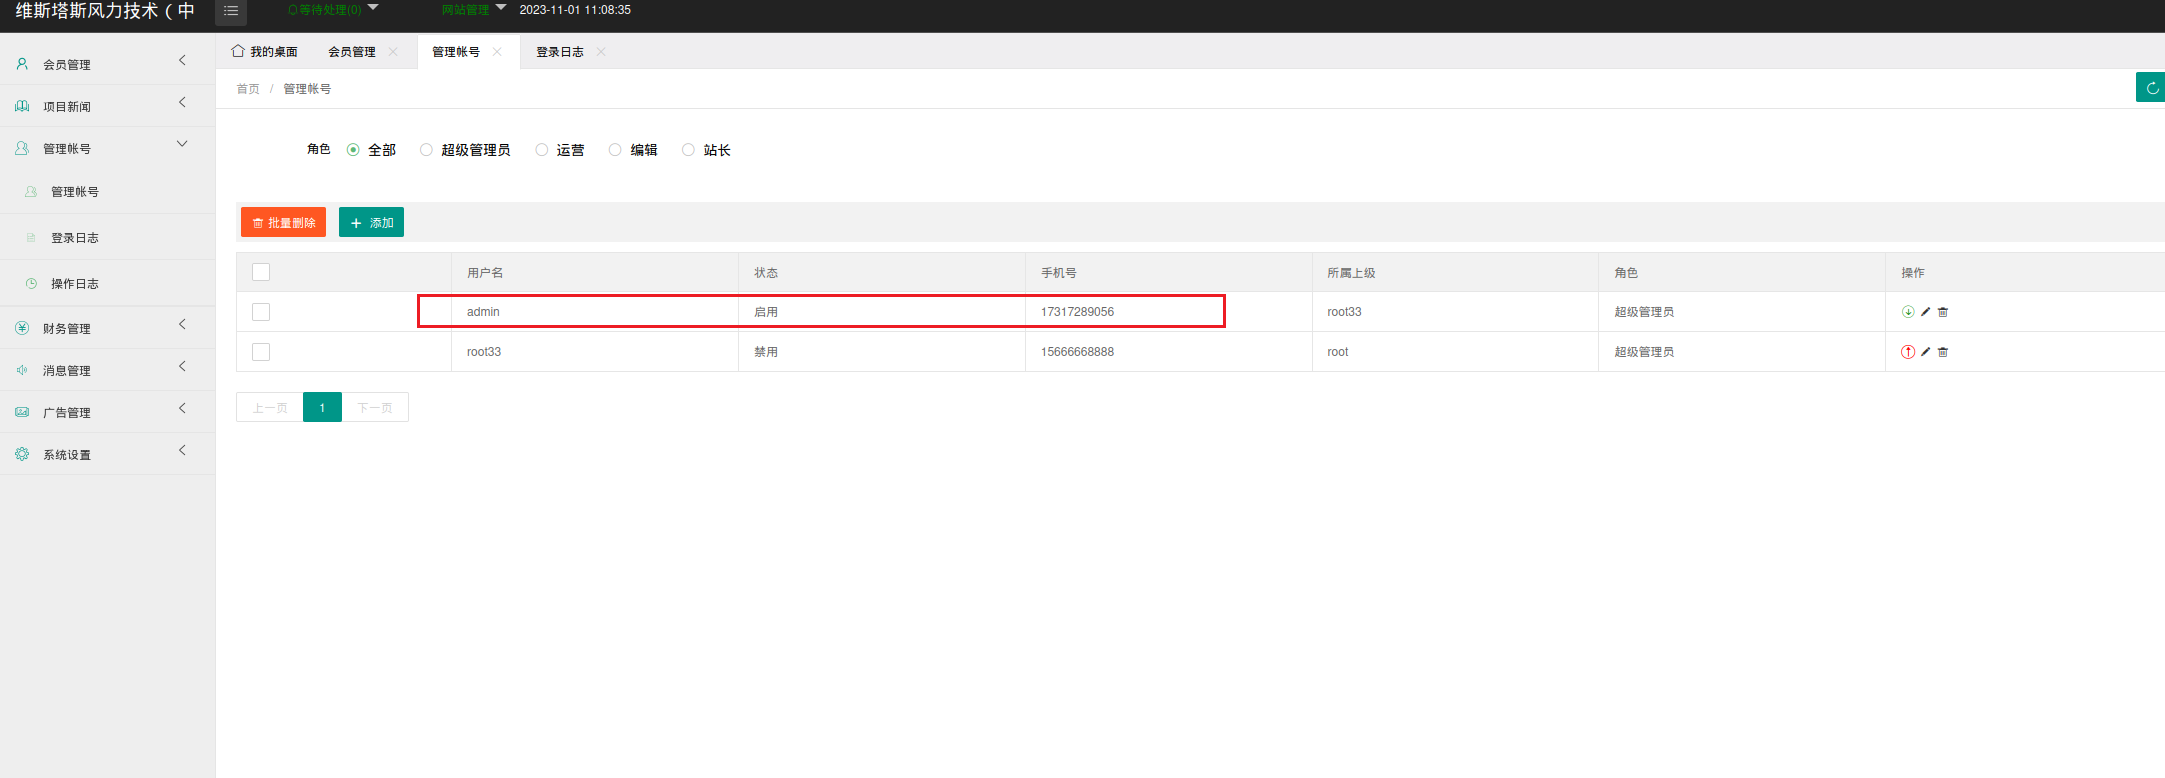 维斯塔斯风力技术（中
等待处理(0)
网站管理
2023-11-01 11:08:35
会员管理
项目新闻
管理帐号
管理帐号
登录日志
操作日志
财务管理
消息管理
广告管理
系统设置
我的桌面 会员管理 管理帐号 登录日志
首页 / 管理帐号
角色 全部 超级管理员 运营 编辑 站长
批量删除 添加
用户名 状态 手机号 所属上级 角色 操作
admin 启用 17317289056 root33 超级管理员
root33 禁用 15666668888 root 超级管理员
上一页 1 下一页